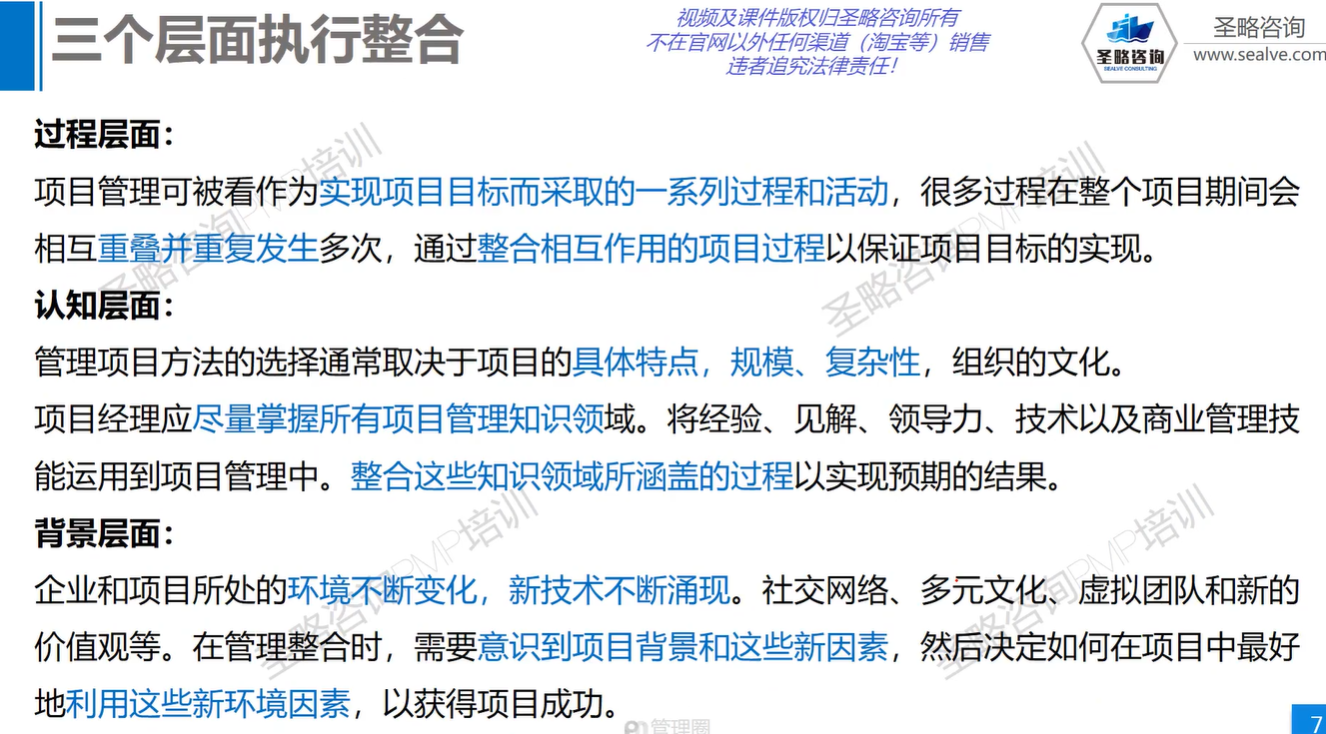 三个层面执行整合
视频及课件版权归圣略咨询所有
不在官网以外任何渠道（淘宝等）销售
违者追究法律责任！
圣略咨询
SEALVE CONSULTING
圣略咨询
www.sealve.com
过程层面：
项目管理可被看作为实现项目目标而采取的一系列过程和活动，很多过程在整个项目期间会
相互重叠并重复发生多次，通过整合相互作用的项目过程以保证项目目标的实现。
认知层面：
管理项目方法的选择通常取决于项目的具体特点，规模、复杂性，组织的文化。
项目经理应尽量掌握所有项目管理知识领域。将经验、见解、领导力、技术以及商业管理技
能运用到项目管理中。整合这些知识领域所涵盖的过程以实现预期的结果。
背景层面：
企业和项目所处的环境不断变化，新技术不断涌现。社交网络、多元文化、虚拟团队和新的
价值观等。在管理整合时，需要意识到项目背景和这些新因素，然后决定如何在项目中最好
地利用这些新环境因素，以获得项目成功。
圣略咨询PMP培训
圣略咨询PMP培训
圣略咨询PMP培训
圣略咨询PMP培训
管理圈
7